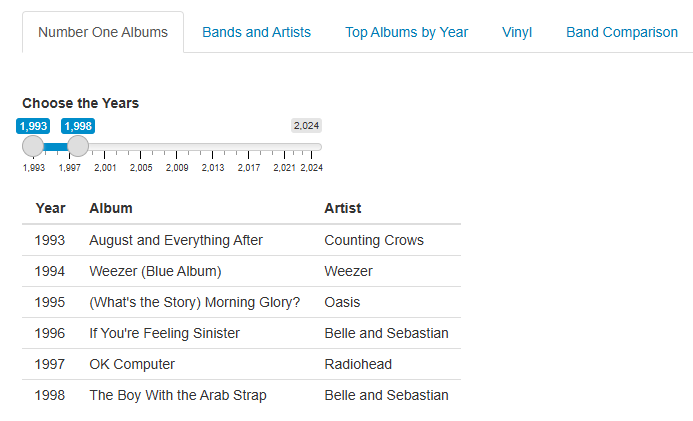 Number One Albums Bands and Artists Top Albums by Year Vinyl Band Comparison
Choose the Years
1,993 1,998 2,024
1,993 1,997 2,001 2,005 2,009 2,013 2,017 2,021 2,024
Year Album Artist
1993 August and Everything After Counting Crows
1994 Weezer (Blue Album) Weezer
1995 (What's the Story) Morning Glory? Oasis
1996 If You're Feeling Sinister Belle and Sebastian
1997 OK Computer Radiohead
1998 The Boy With the Arab Strap Belle and Sebastian